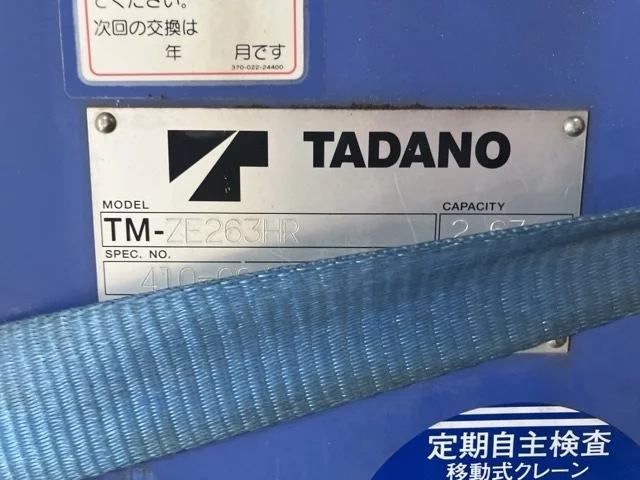 てください。
次回の交換は
年 月です
370-022-24400
TADANO
MODEL
CAPACITY
TM-ZE263HR
SPEC. NO.
定期自主検査
移動式クレーン